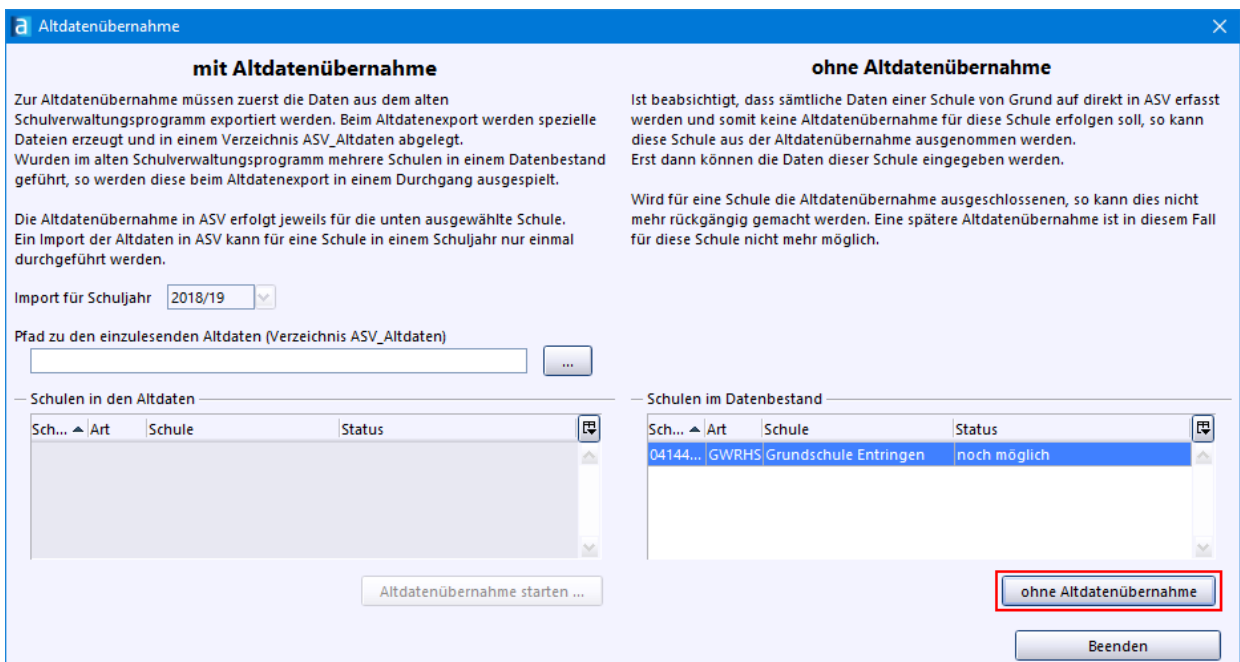 a Altdatenübernahme
mit Altdatenübernahme
Zur Altdatenübernahme müssen zuerst die Daten aus dem alten
Schulverwaltungsprogramm exportiert werden. Beim Altdatenexport werden spezielle
Dateien erzeugt und in einem Verzeichnis ASV_Altdaten abgelegt.
Wurden im alten Schulverwaltungsprogramm mehrere Schulen in einem Datenbestand
geführt, so werden diese beim Altdatenexport in einem Durchgang ausgespielt.
Die Altdatenübernahme in ASV erfolgt jeweils für die unten ausgewählte Schule.
Ein Import der Altdaten in ASV kann für eine Schule in einem Schuljahr nur einmal
durchgeführt werden.
Import für Schuljahr 2018/19
Pfad zu den einzulesenden Altdaten (Verzeichnis ASV_Altdaten)
...
Schulen in den Altdaten
Sch... Art Schule Status
Altdatenübernahme starten ...
ohne Altdatenübernahme
Ist beabsichtigt, dass sämtliche Daten einer Schule von Grund auf direkt in ASV erfasst
werden und somit keine Altdatenübernahme für diese Schule erfolgen soll, so kann
diese Schule aus der Altdatenübernahme ausgenommen werden.
Erst dann können die Daten dieser Schule eingegeben werden.
Wird für eine Schule die Altdatenübernahme ausgeschlossenen, so kann dies nicht
mehr rückgängig gemacht werden. Eine spätere Altdatenübernahme ist in diesem Fall
für diese Schule nicht mehr möglich.
Schulen im Datenbestand
Sch... Art Schule Status
04144... GWRHS Grundschule Entringen noch möglich
ohne Altdatenübernahme
Beenden